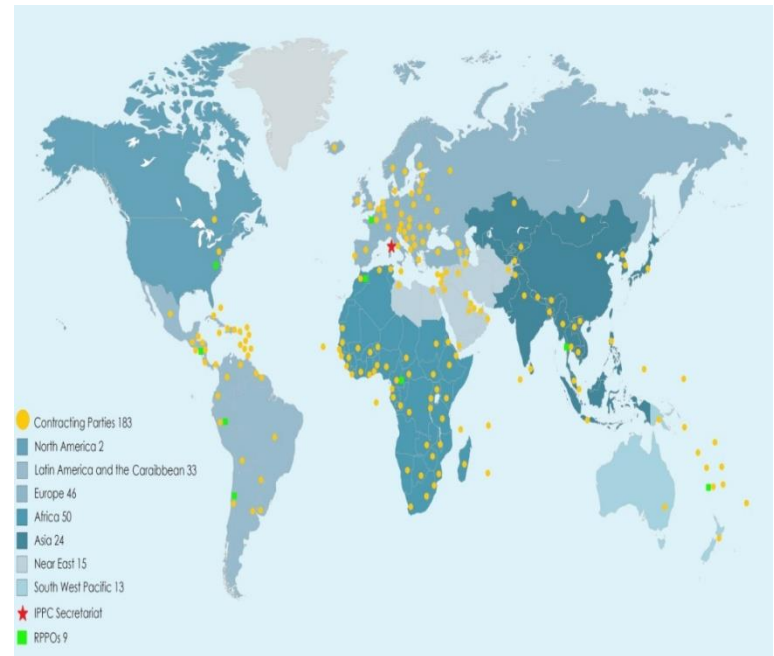 Contracting Parties 183
North America 2
Latin America and the Caraibbean 33
Europe 46
Africa 50
Asia 24
Near East 15
South West Pacific 13
IPPC Secretariat
RPPOs 9